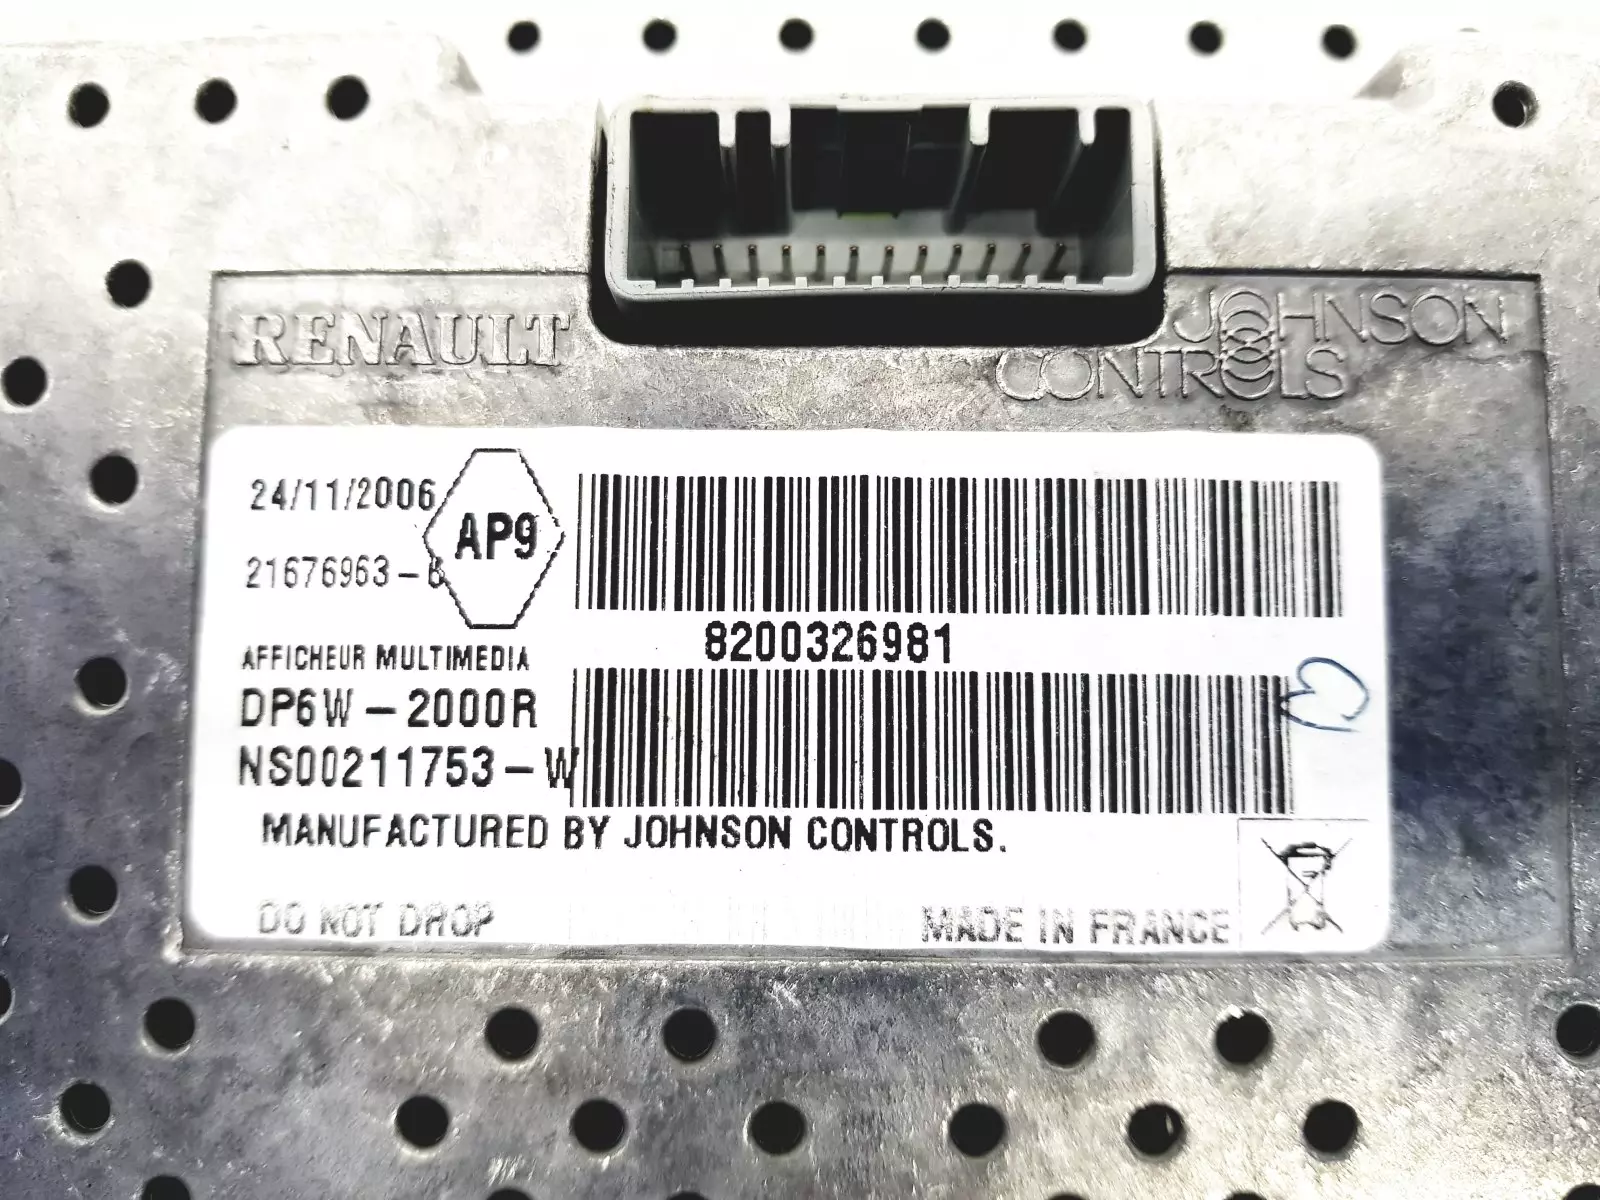 RENAULT
JOHNSON
CONTROLS
24/11/2006
AP9
21676963-
8200326981
AFFICHEUR MULTIMEDIA
DP6W-2000R
NS00211753-W
MANUFACTURED BY JOHNSON CONTROLS.
DO NOT DROP
MADE IN FRANCE